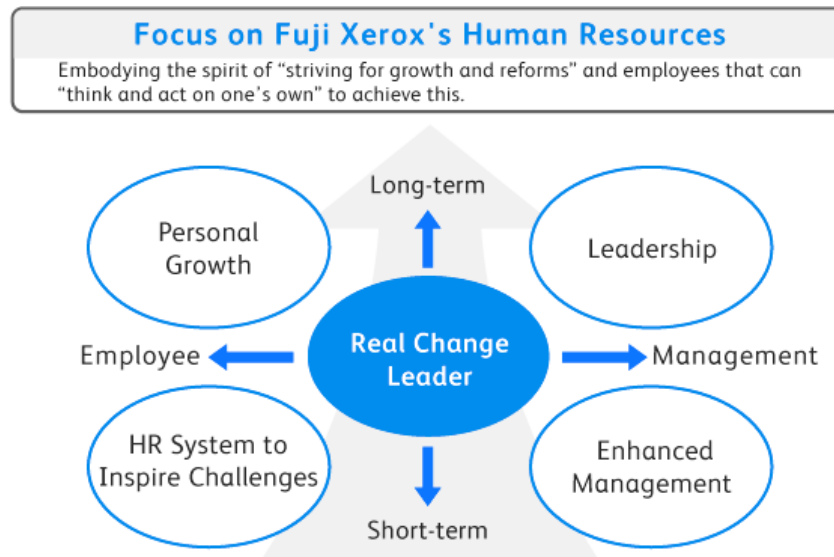 Focus on Fuji Xerox's Human Resources
Embodying the spirit of “striving for growth and reforms” and employees that can
“think and act on one’s own” to achieve this.
Long-term
Personal
Growth
Leadership
Employee
Real Change
Leader
Management
HR System to
Inspire Challenges
Enhanced
Management
Short-term